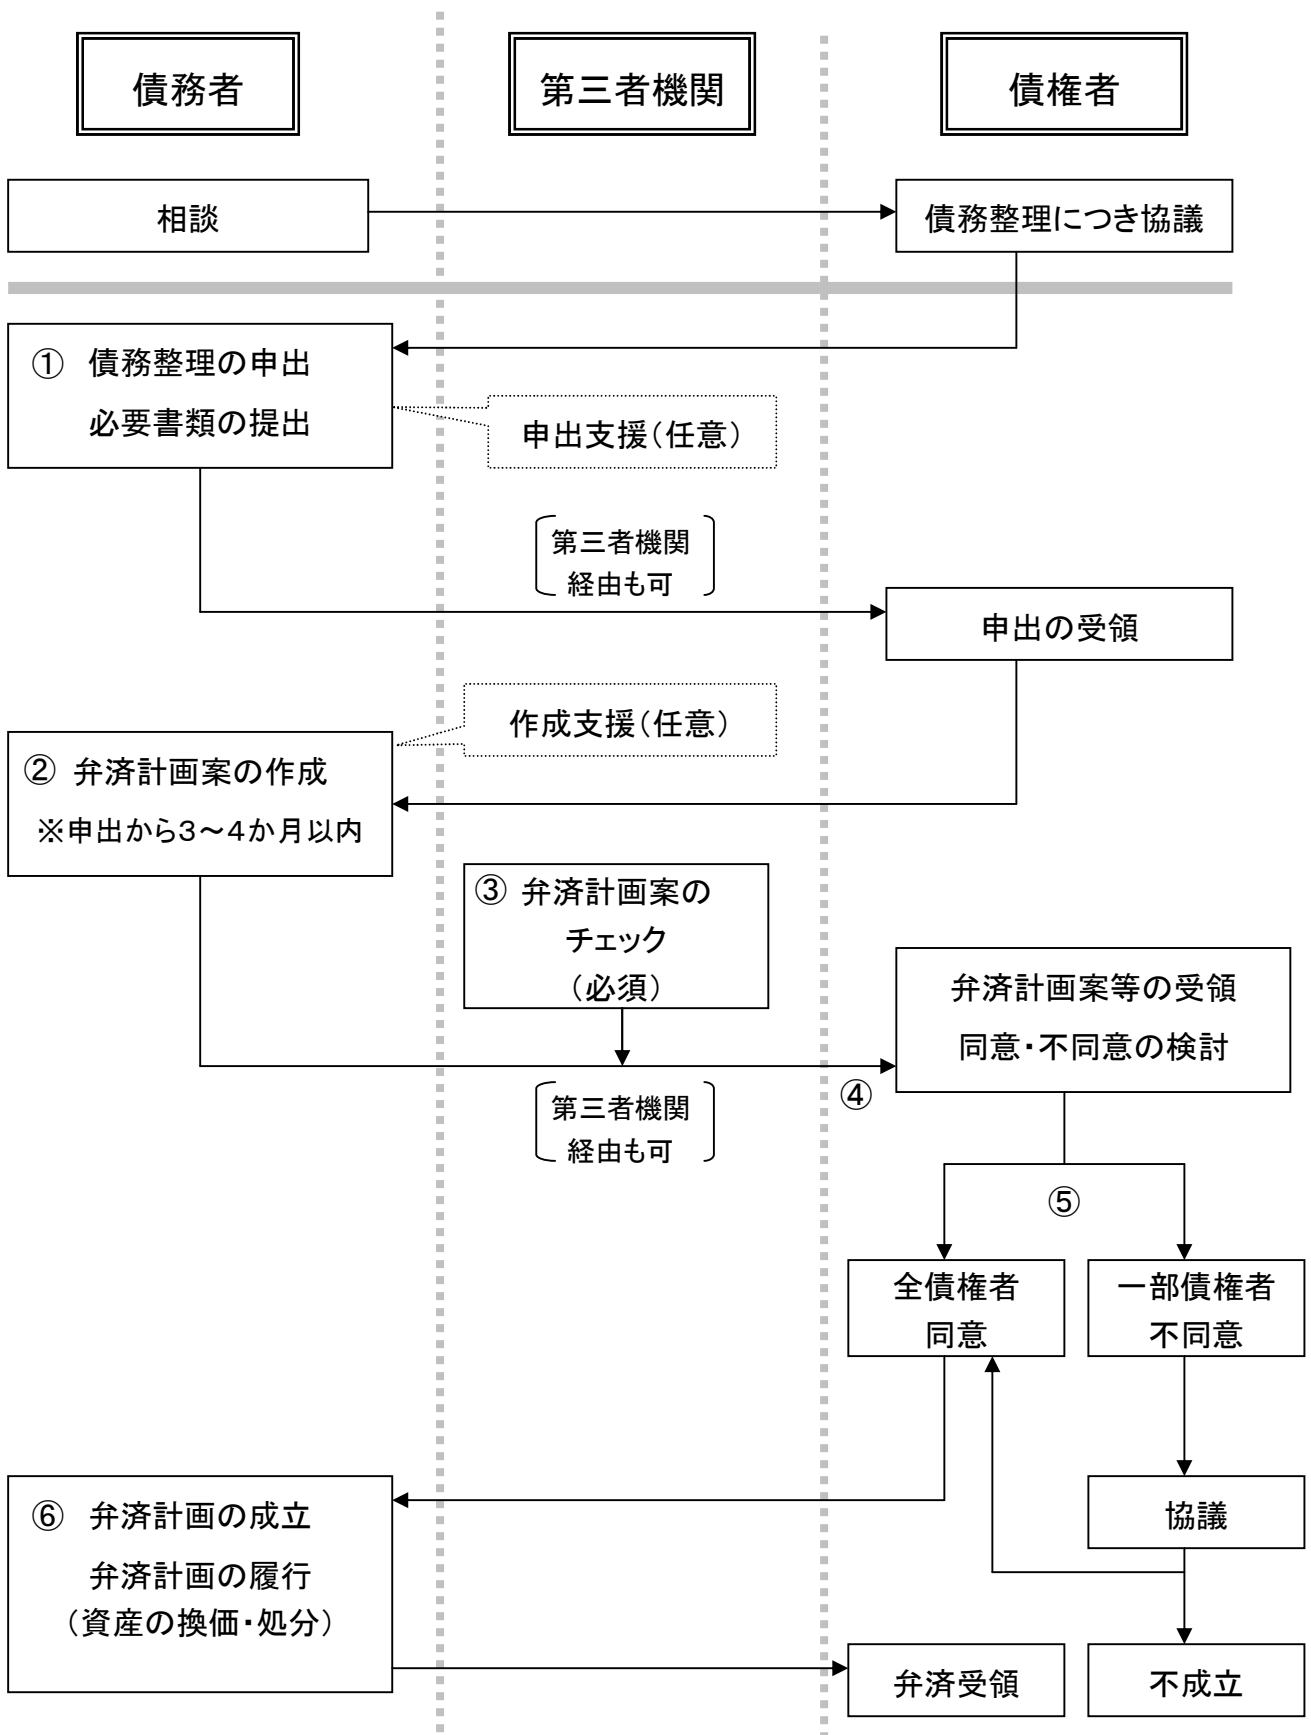 債務者
第三者機関
債権者
相談
債務整理につき協議
① 債務整理の申出
必要書類の提出
申出支援（任意）
第三者機関
経由も可
申出の受領
作成支援（任意）
② 弁済計画案の作成
※申出から３～４か月以内
③ 弁済計画案の
チェック
（必須）
弁済計画案等の受領
同意・不同意の検討
④
第三者機関
経由も可
⑤
全債権者
同意
一部債権者
不同意
協議
⑥ 弁済計画の成立
弁済計画の履行
（資産の換価・処分）
弁済受領
不成立